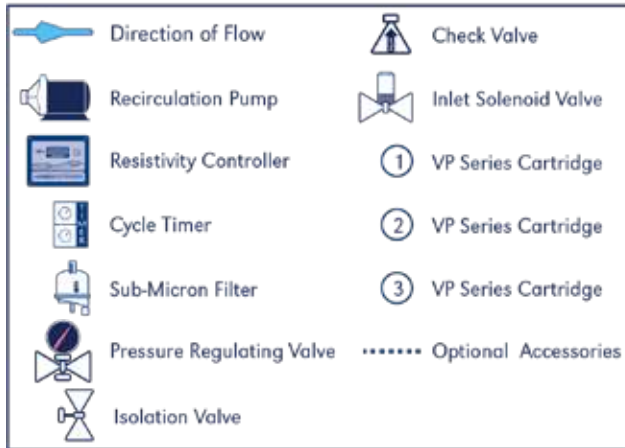 Direction of Flow
Recirculation Pump
Resistivity Controller
TIMER
Cycle Timer
Sub-Micron Filter
Pressure Regulating Valve
Isolation Valve
Check Valve
Inlet Solenoid Valve
1 VP Series Cartridge
2 VP Series Cartridge
3 VP Series Cartridge
Optional Accessories